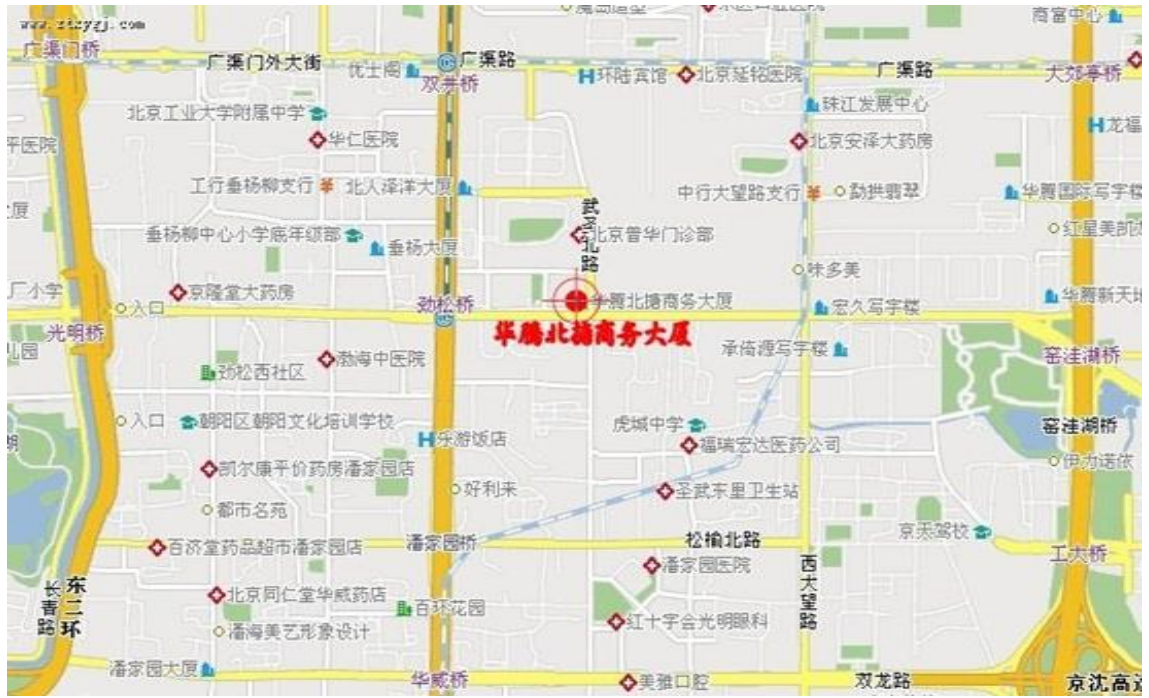 商富中心
广渠门桥
广渠门外大街
优士阁
广渠路
双井桥
环陆宾馆
北京延铭医院
广渠路
大郊亭桥
珠江发展中心
北京工业大学附属中学
华仁医院
北京安泽大药房
龙福
平医院
工行垂杨柳支行
北人泽洋大厦
中行大望路支行
勐拱翡翠
华腾国际写字楼
大厦
武圣北路
垂杨柳中心小学底年级部
垂杨大厦
北京普华门诊部
红星美凯龙
味多美
厂小学
京隆堂大药房
入口
劲松桥
华腾北搪商务大厦
宏久写字楼
华腾新天地
光明桥
华腾北搪商务大厦
承倚源写字楼
窑洼湖桥
儿园
渤海中医院
劲松西社区
入口
朝阳区朝阳文化培训学校
乐游饭店
虎城中学
福瑞宏达医药公司
窑洼湖桥
湖
凯尔康平价药房潘家园店
伊力诺依
好利来
圣武东里卫生站
都市名苑
京天驾校
百济堂药品超市潘家园店
潘家园桥
松榆北路
工大桥
潘家园医院
西大望路
长青路
东二环
北京同仁堂华威药店
百环花园
潘海美艺形象设计
红十字会光明眼科
潘家园大厦
华威桥
美雅口腔
双龙路
京沈高速